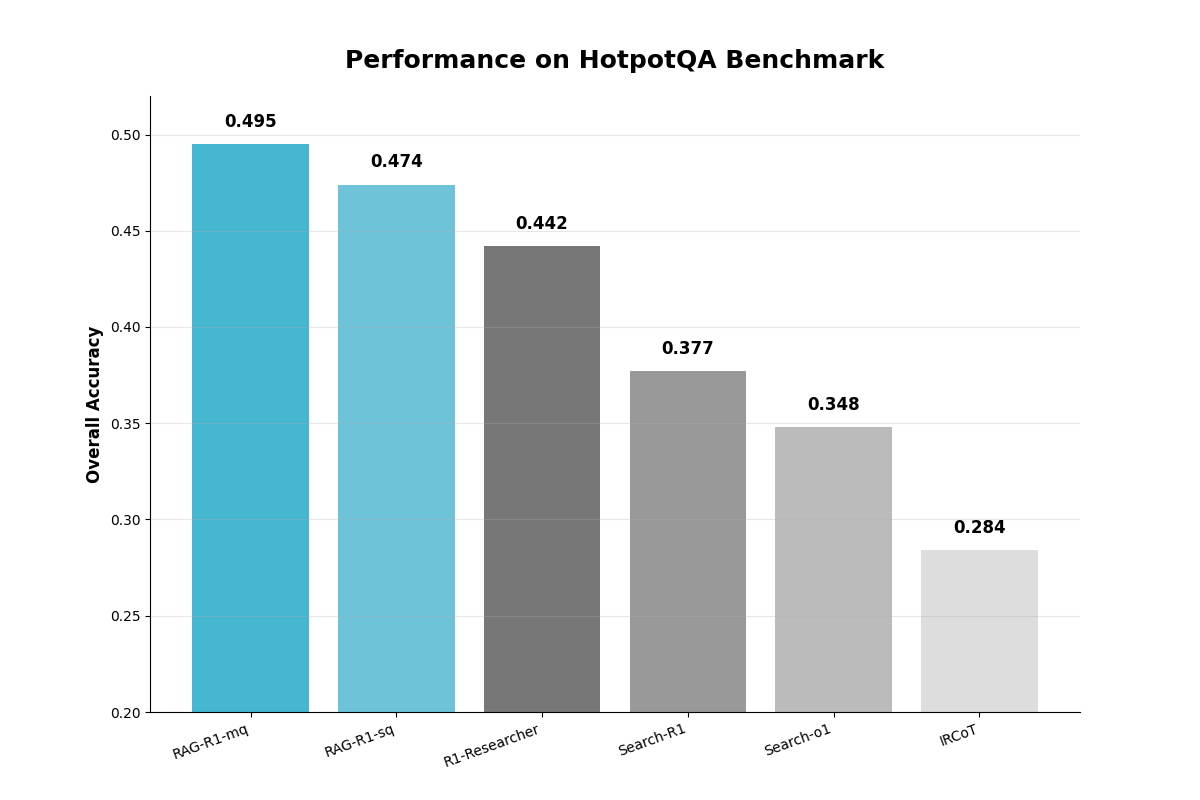 Performance on HotpotQA Benchmark
Overall Accuracy
0.50
0.45
0.40
0.35
0.30
0.25
0.20
0.495
0.474
0.442
0.377
0.348
0.284
RAG-R1-mq
RAG-R1-sq
R1-Researcher
Search-R1
Search-o1
IRCoT